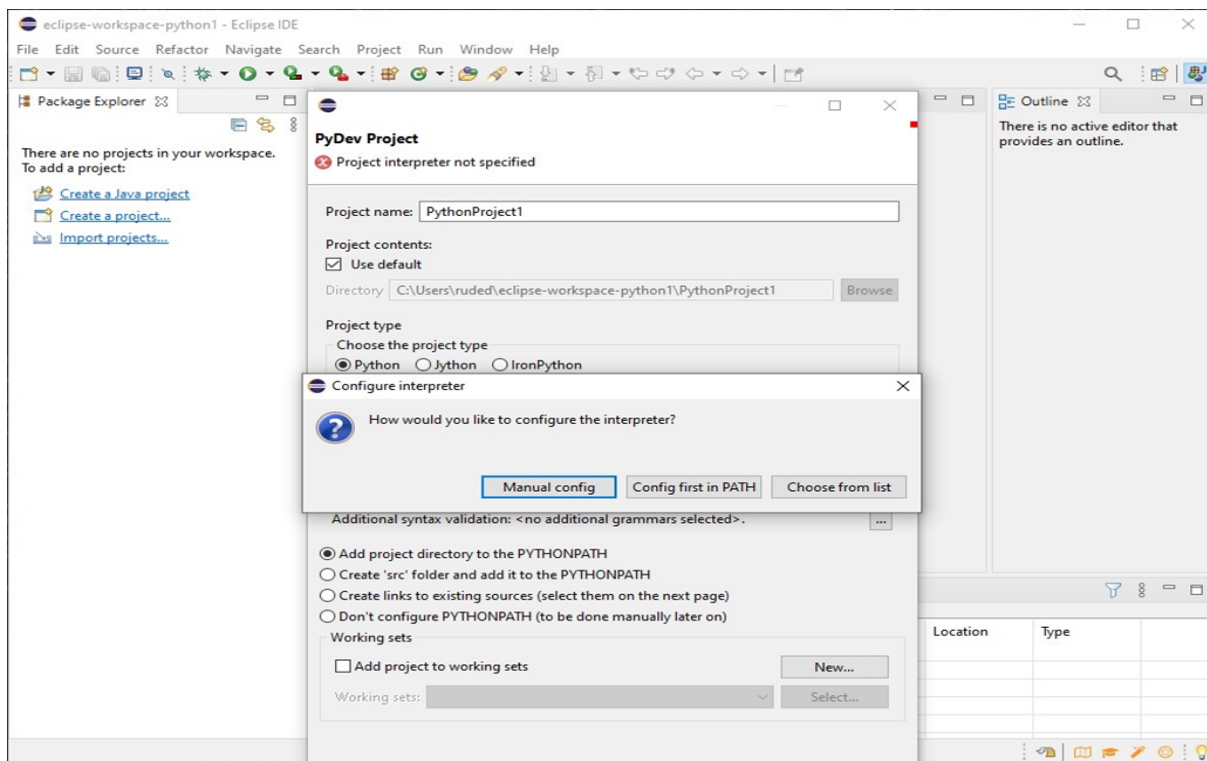 eclipse-workspace-python1 - Eclipse IDE
File Edit Source Refactor Navigate Search Project Run Window Help
Package Explorer
There are no projects in your workspace.
To add a project:
Create a Java project
Create a project...
Import projects...
PyDev Project
Project interpreter not specified
Project name: PythonProject1
Project contents:
Use default
Directory C:\Users\ruded\eclipse-workspace-python1\PythonProject1 Browse
Project type
Choose the project type
Python Jython IronPython
Configure interpreter
How would you like to configure the interpreter?
Manual config Config first in PATH Choose from list
Additional syntax validation: <no additional grammars selected>. ...
Add project directory to the PYTHONPATH
Create 'src' folder and add it to the PYTHONPATH
Create links to existing sources (select them on the next page)
Don't configure PYTHONPATH (to be done manually later on)
Working sets
Add project to working sets New...
Working sets: Select...
Outline
There is no active editor that
provides an outline.
Location Type